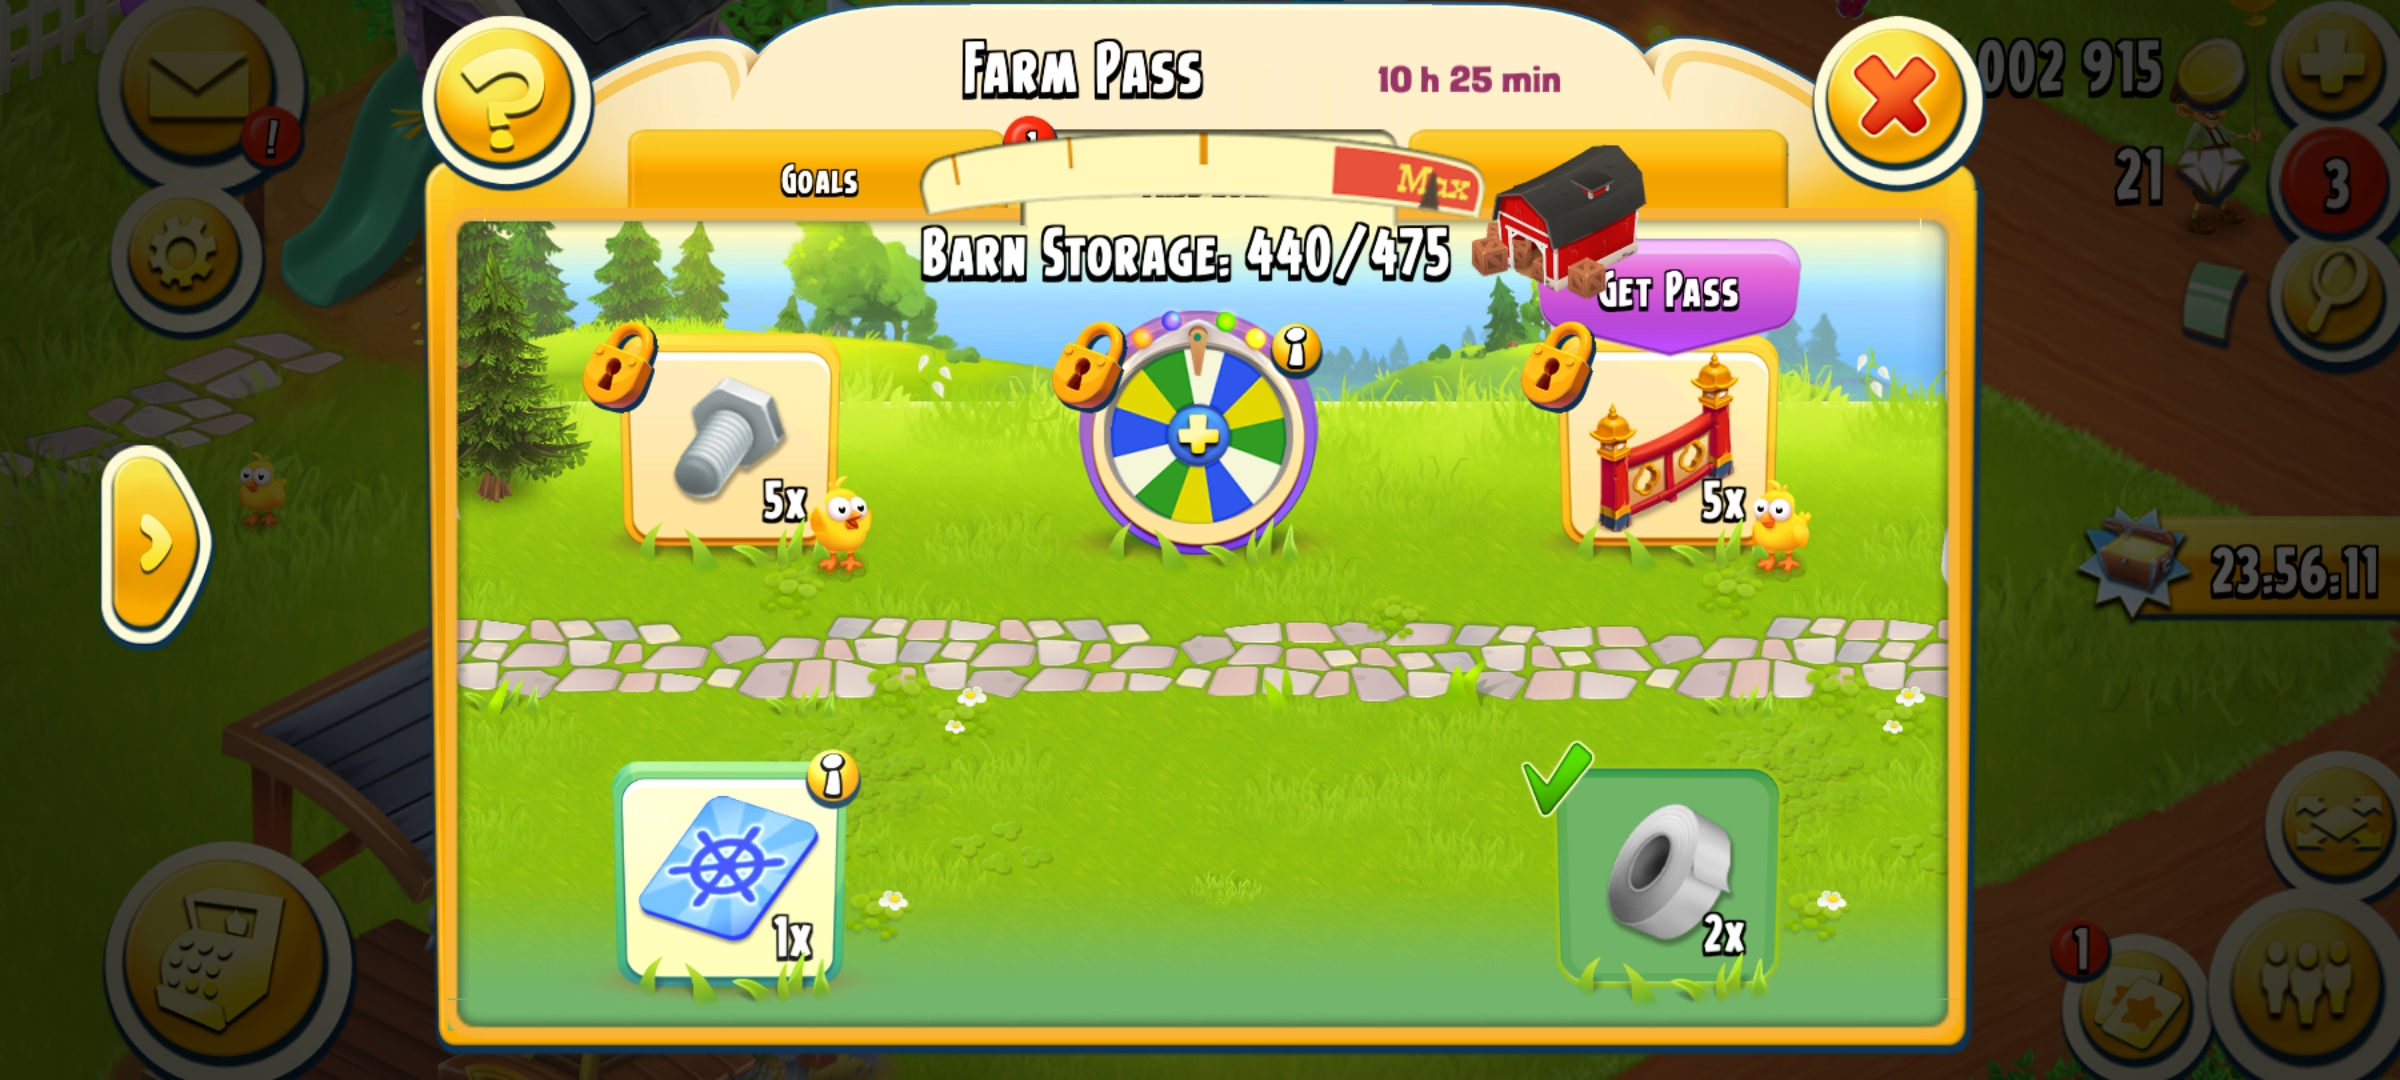 FARM PASS
10 h 25 min
002 915
!
1
GOALS
Max
21
3
BARN STORAGE: 440/475
GET PASS
5x
5x
23:56:11
1x
2x
1